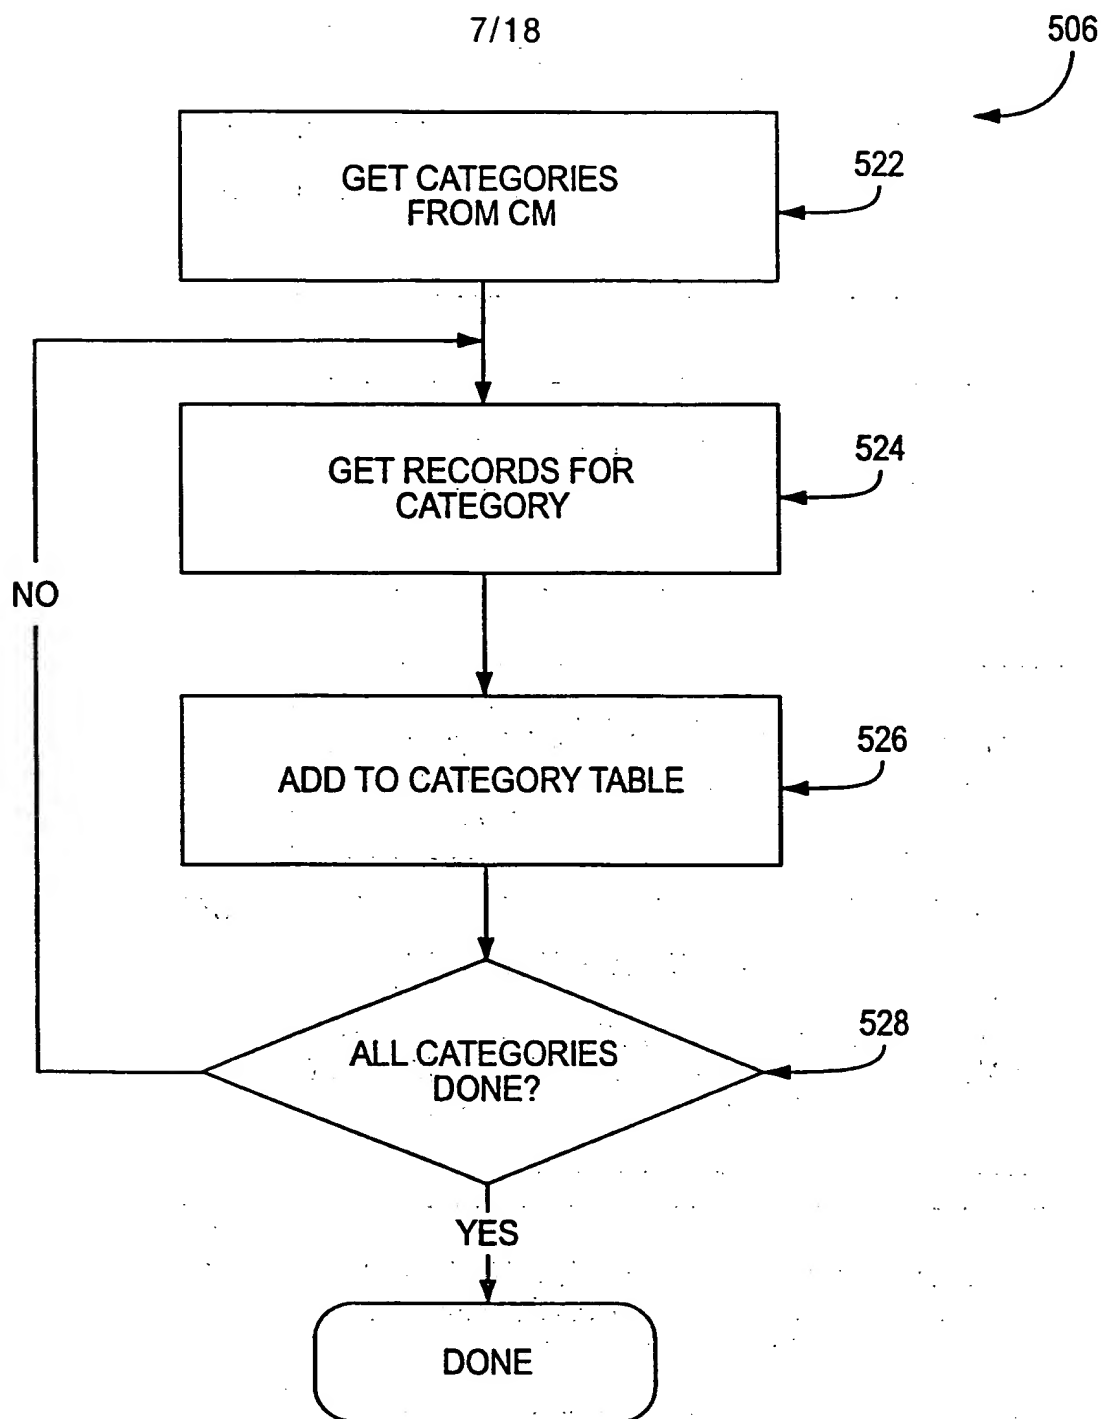 7/18
506
GET CATEGORIES
FROM CM
522
GET RECORDS FOR
CATEGORY
524
NO
ADD TO CATEGORY TABLE
526
ALL CATEGORIES
DONE?
528
YES
DONE